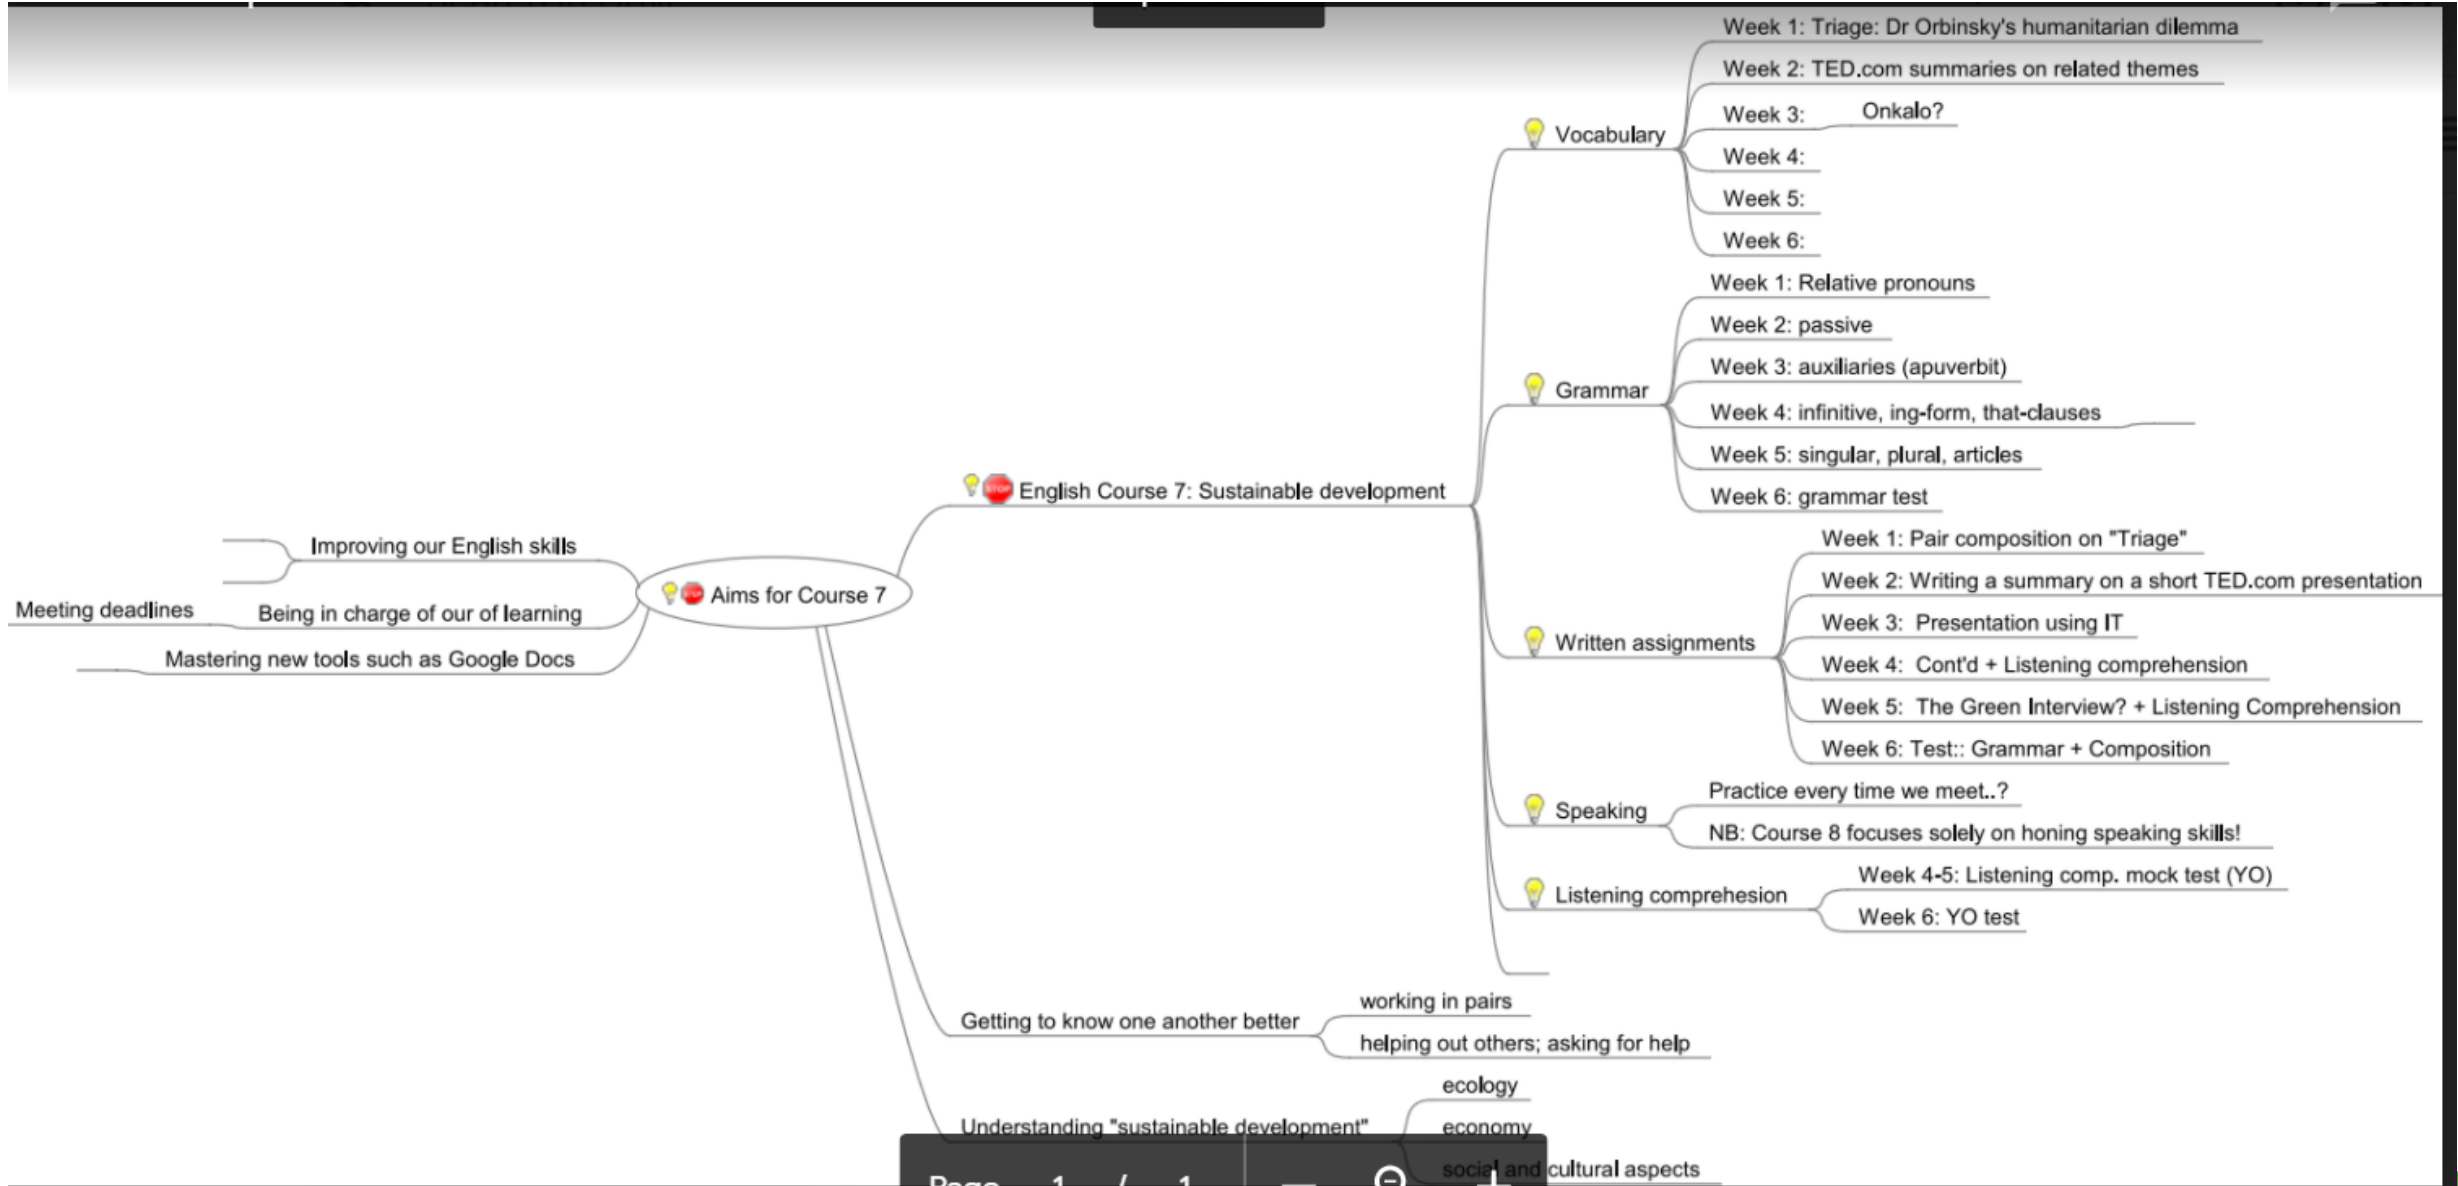 Week 1: Triage: Dr Orbinsky's humanitarian dilemma
Week 2: TED.com summaries on related themes
Week 3:
Onkalo?
Week 4:
Week 5:
Week 6:
Vocabulary
Week 1: Relative pronouns
Week 2: passive
Week 3: auxiliaries (apuverbit)
Week 4: infinitive, ing-form, that-clauses
Week 5: singular, plural, articles
Week 6: grammar test
Grammar
STOP English Course 7: Sustainable development
Week 1: Pair composition on "Triage"
Week 2: Writing a summary on a short TED.com presentation
Week 3:  Presentation using IT
Week 4:  Cont'd + Listening comprehension
Week 5:  The Green Interview? + Listening Comprehension
Week 6: Test:: Grammar + Composition
Written assignments
Improving our English skills
Meeting deadlines
Being in charge of our of learning
Mastering new tools such as Google Docs
STOP Aims for Course 7
Speaking
Practice every time we meet..?
NB: Course 8 focuses solely on honing speaking skills!
Listening comprehesion
Week 4-5: Listening comp. mock test (YO)
Week 6: YO test
Getting to know one another better
working in pairs
helping out others; asking for help
Understanding "sustainable development"
ecology
economy
social and cultural aspects
Page 1 / 1